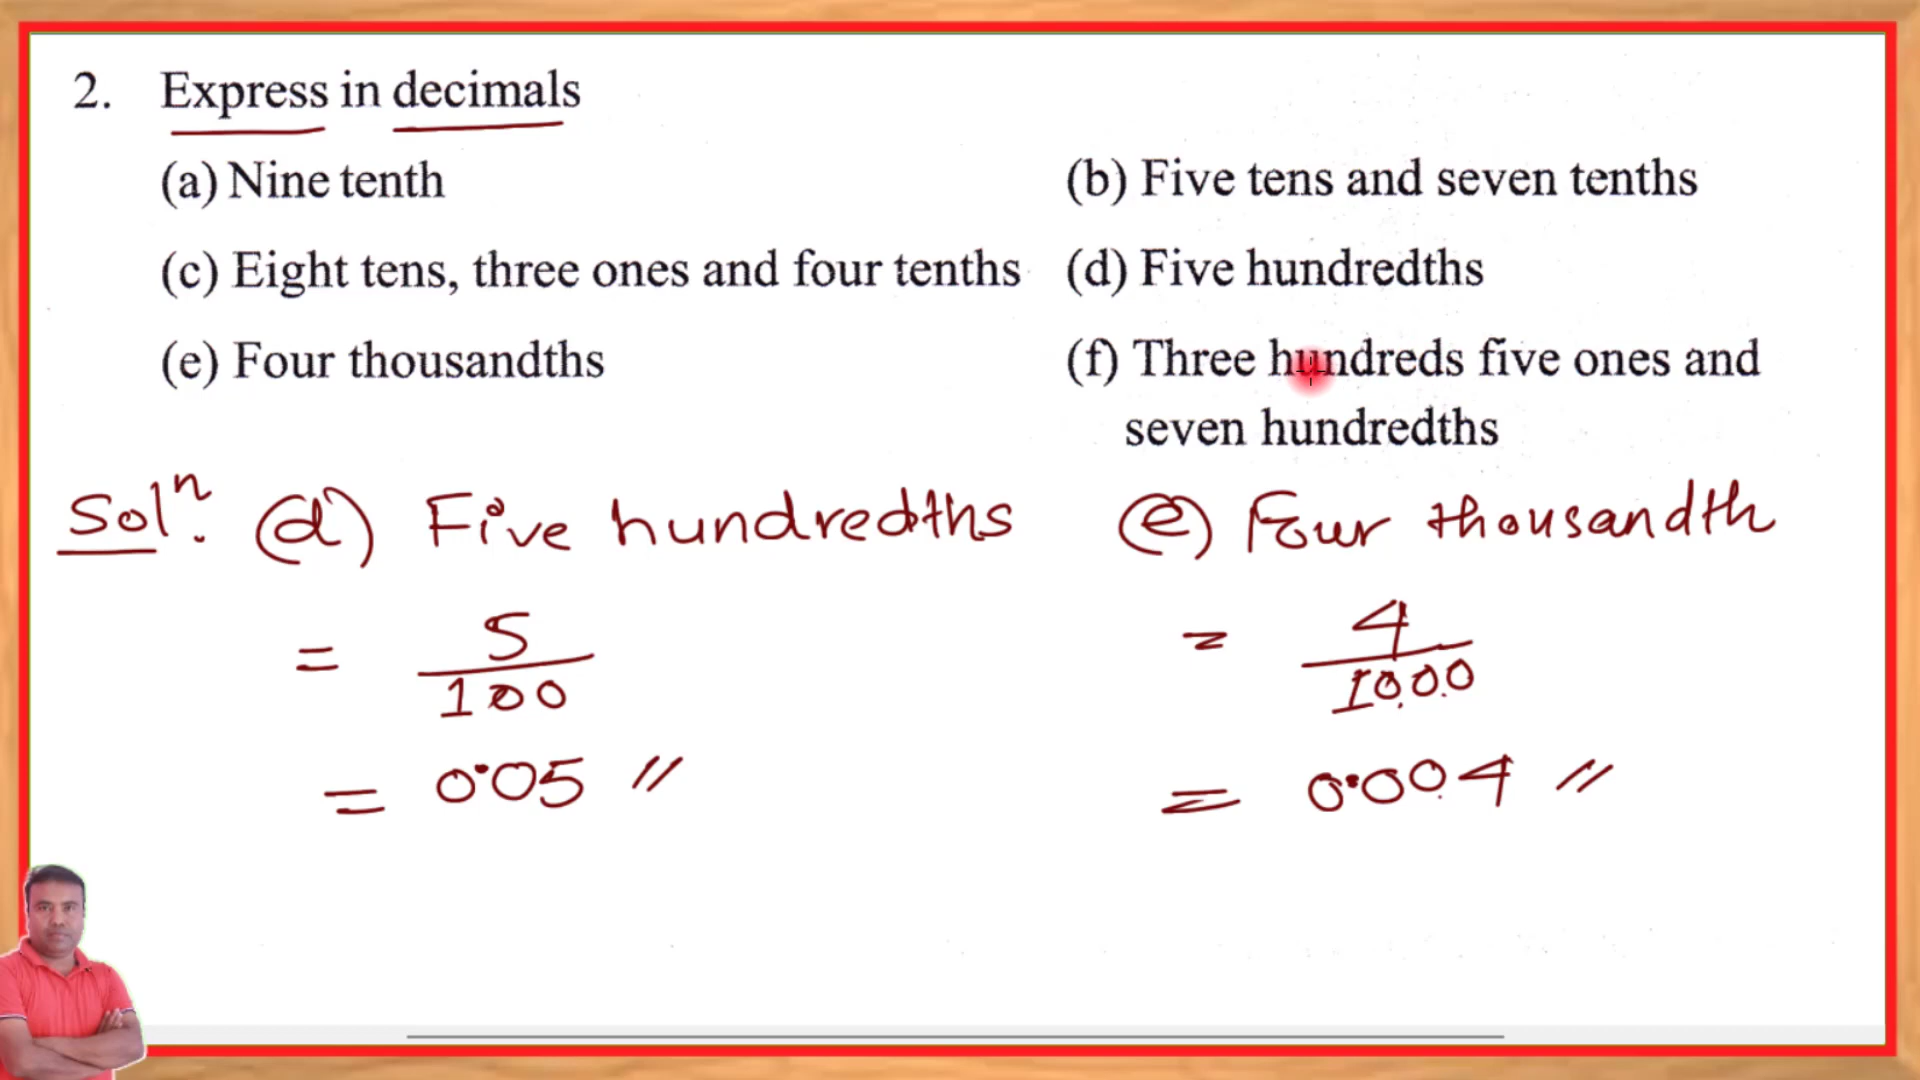 2. Express in decimals
(a) Nine tenth (b) Five tens and seven tenths
(c) Eight tens, three ones and four tenths (d) Five hundredths
(e) Four thousandths (f) Three hundreds five ones and
seven hundredths
Solⁿ. (d) Five hundredths (e) Four thousandth
= 5/100 = 4/1000
= 0.05 // = 0.004 //